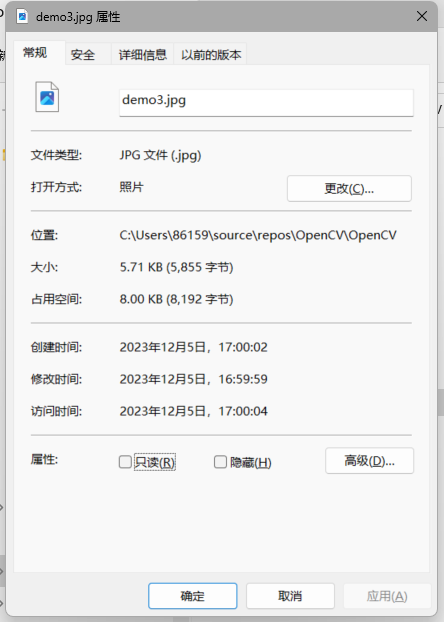 demo3.jpg 属性
常规 安全 详细信息 以前的版本
demo3.jpg
文件类型: JPG 文件 (.jpg)
打开方式: 照片 更改(C)...
位置: C:\Users\86159\source\repos\OpenCV\OpenCV
大小: 5.71 KB (5,855 字节)
占用空间: 8.00 KB (8,192 字节)
创建时间: 2023年12月5日，17:00:02
修改时间: 2023年12月5日，16:59:59
访问时间: 2023年12月5日，17:00:04
属性: 只读(R) 隐藏(H) 高级(D)...
确定 取消 应用(A)